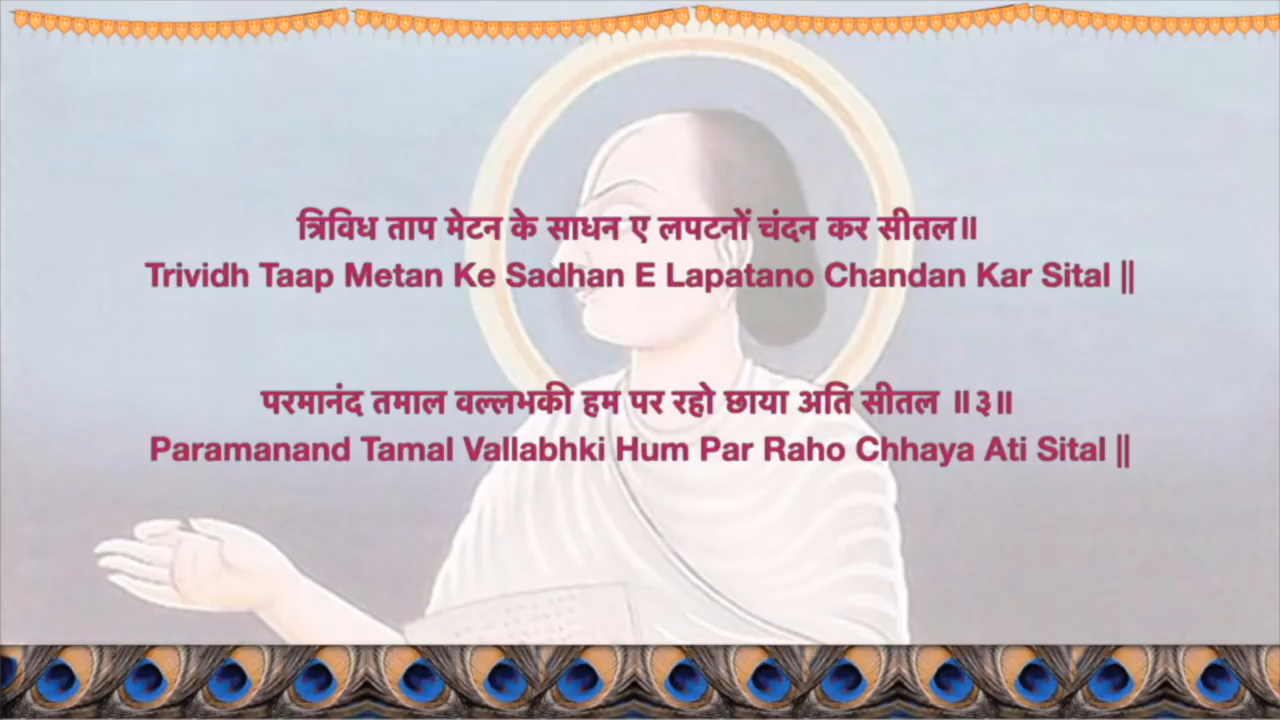 त्रिविध ताप मेटन के साधन ए लपटनों चंदन कर सीतल॥
Trividh Taap Metan Ke Sadhan E Lapatano Chandan Kar Sital ||
परमानंद तमाल वल्लभकी हम पर रहो छाया अति सीतल ॥३॥
Paramanand Tamal Vallabhki Hum Par Raho Chhaya Ati Sital ||